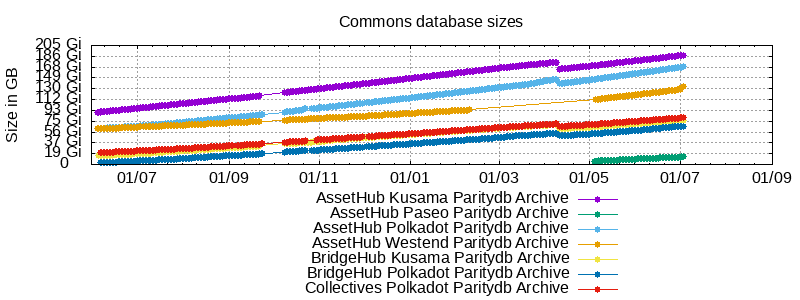 Commons database sizes
Size in GB
205 Gi
186 Gi
168 Gi
149 Gi
130 Gi
112 Gi
93 Gi
75 Gi
56 Gi
37 Gi
19 Gi
0
01/07
01/09
01/11
01/01
01/03
01/05
01/07
01/09
AssetHub Kusama Paritydb Archive
AssetHub Paseo Paritydb Archive
AssetHub Polkadot Paritydb Archive
AssetHub Westend Paritydb Archive
BridgeHub Kusama Paritydb Archive
BridgeHub Polkadot Paritydb Archive
Collectives Polkadot Paritydb Archive